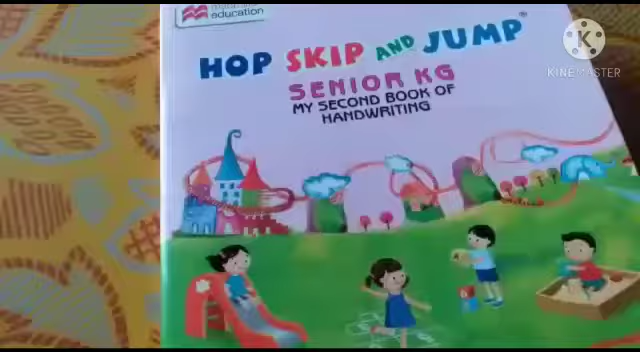 education
HOP SKIP AND JUMP®
SENIOR KG
MY SECOND BOOK OF
HANDWRITING
K
KINEMASTER